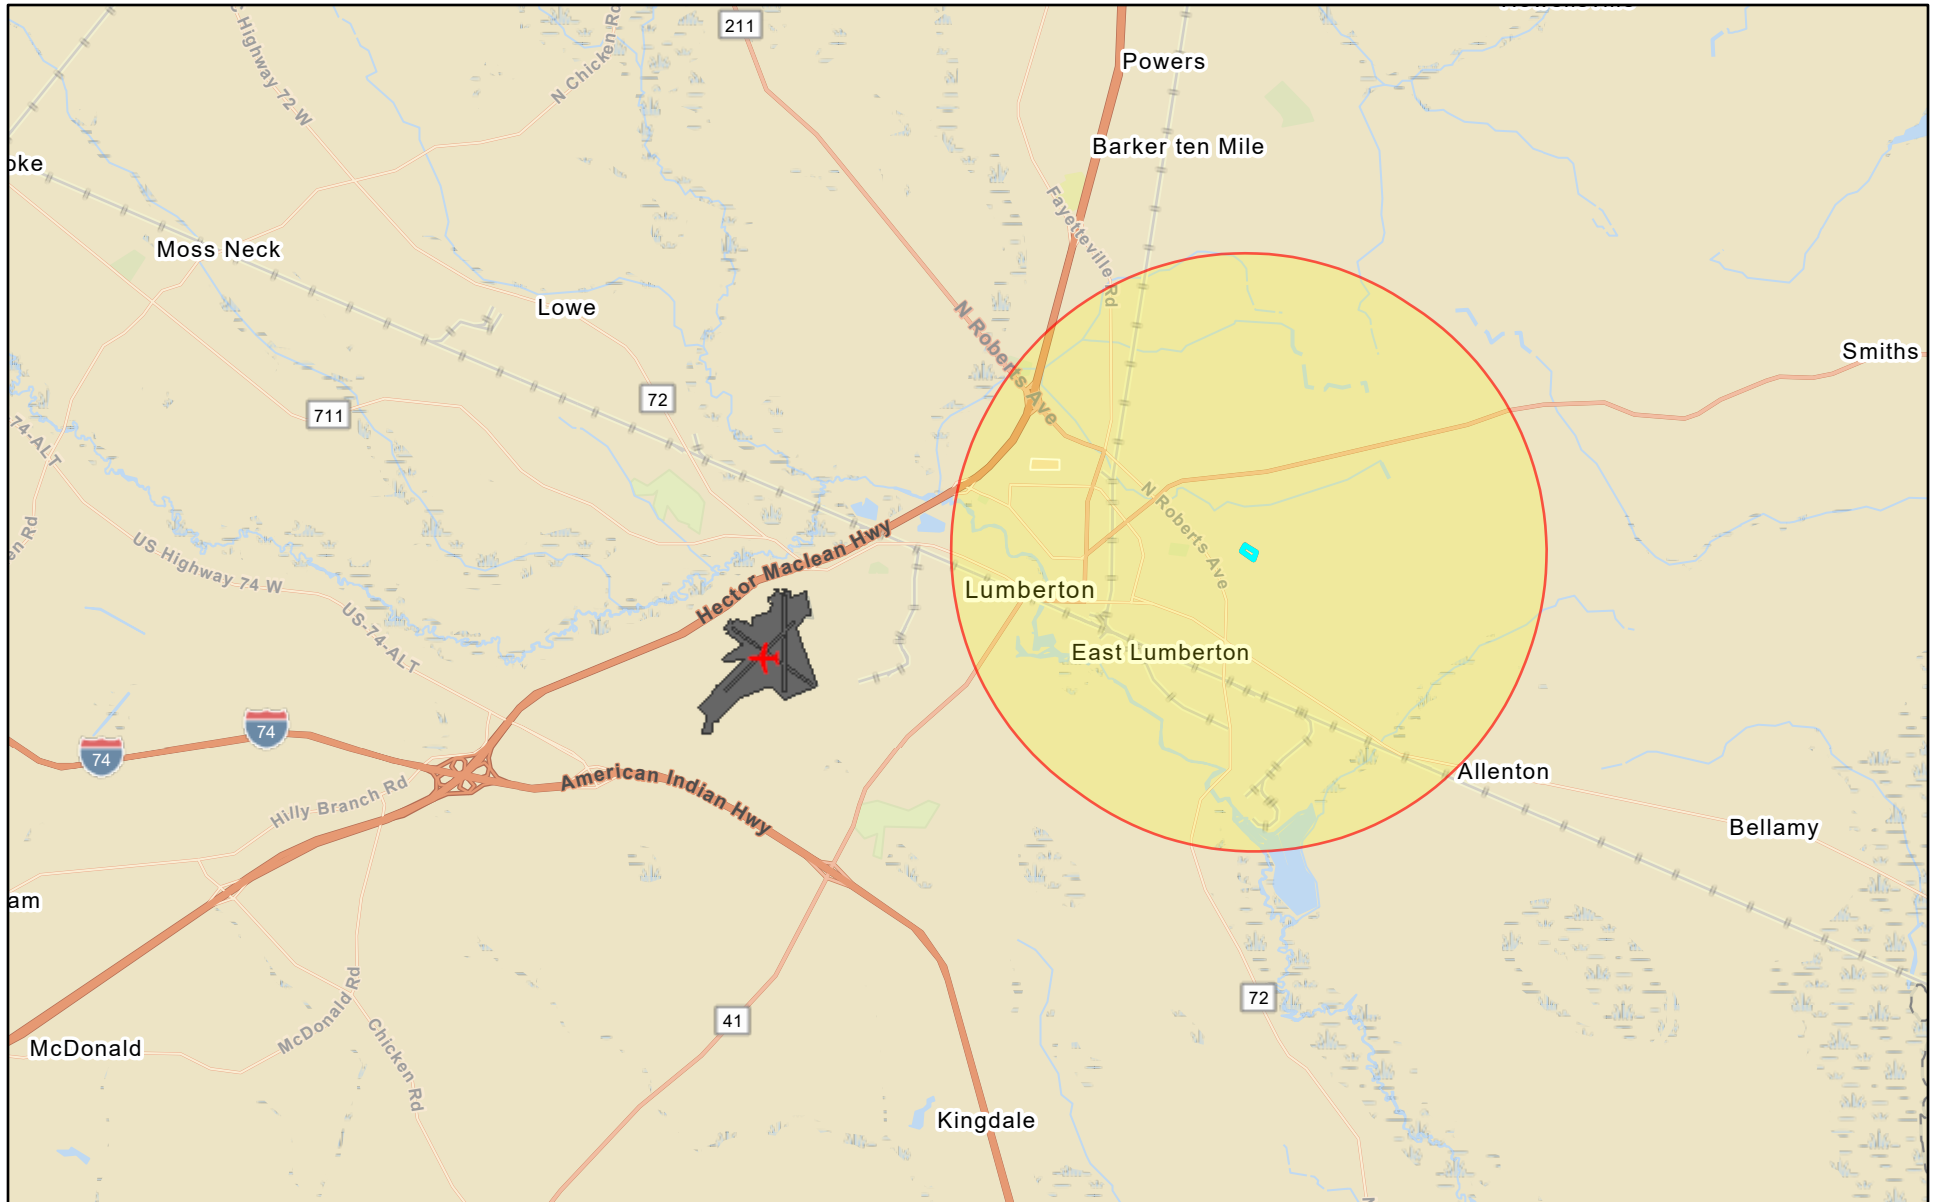 211
Powers
C Highway 72 W
N Chicken Rd
Barker ten Mile
oke
Fayetteville Rd
Moss Neck
Lowe
N Roberts Ave
Smiths
72
711
74-ALT
N Roberts Ave
en Rd
US Highway 74 W
Hector Maclean Hwy
Lumberton
US-74-ALT
East Lumberton
74
74
American Indian Hwy
Allenton
Hilly Branch Rd
Bellamy
am
72
41
McDonald Rd
McDonald
Chicken Rd
Kingdale